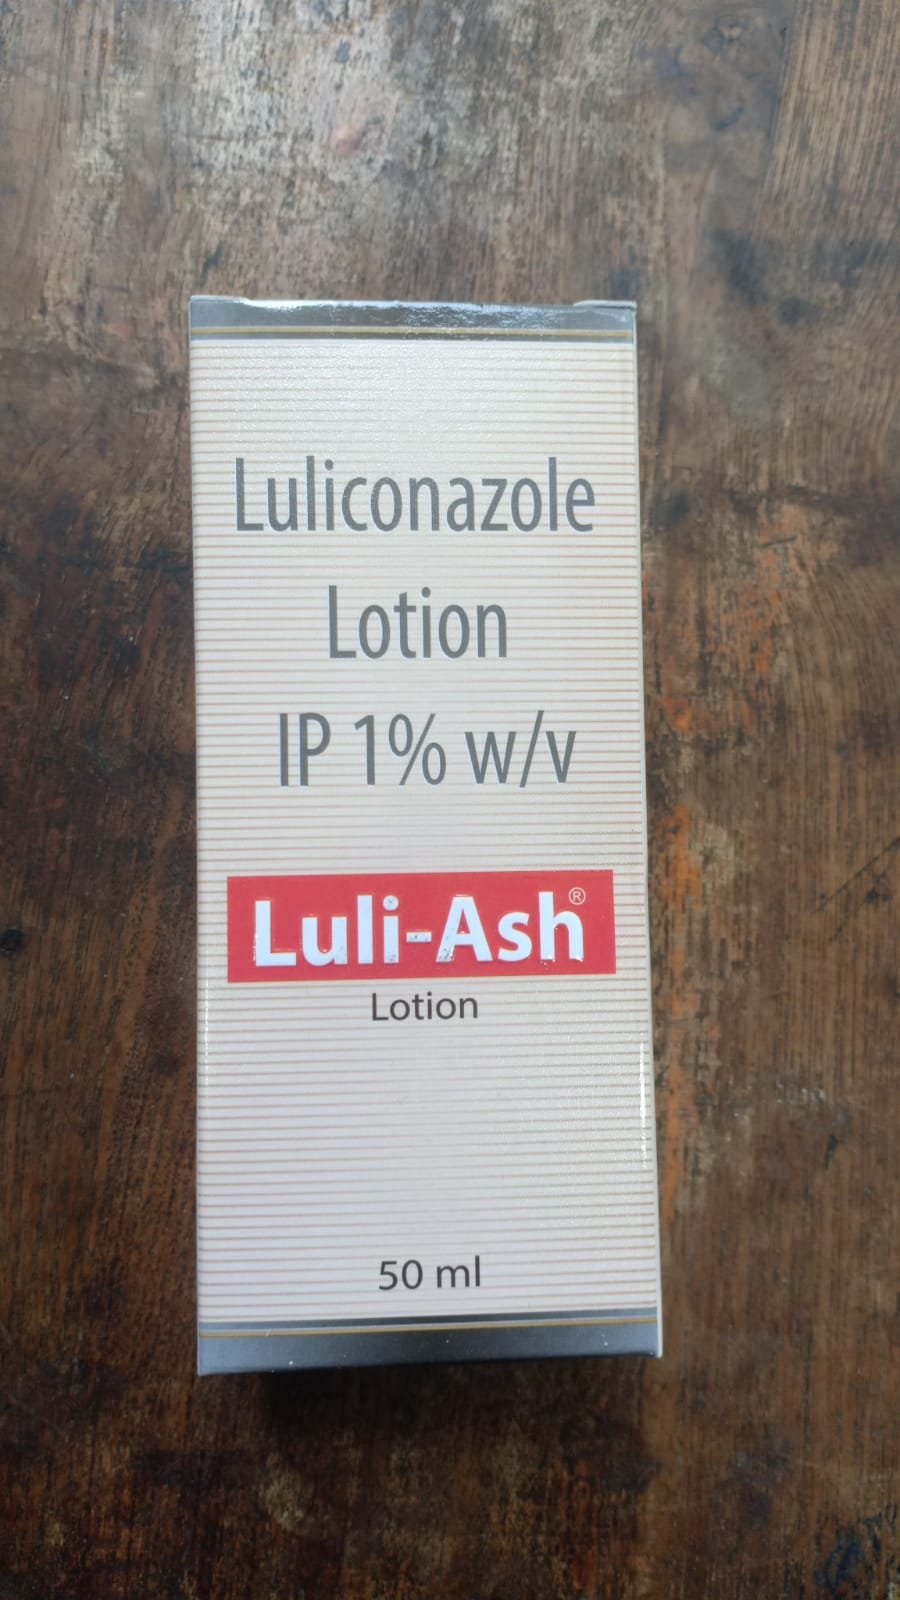 Luliconazole
Lotion
IP 1% w/v
Luli-Ash®
Lotion
50 ml